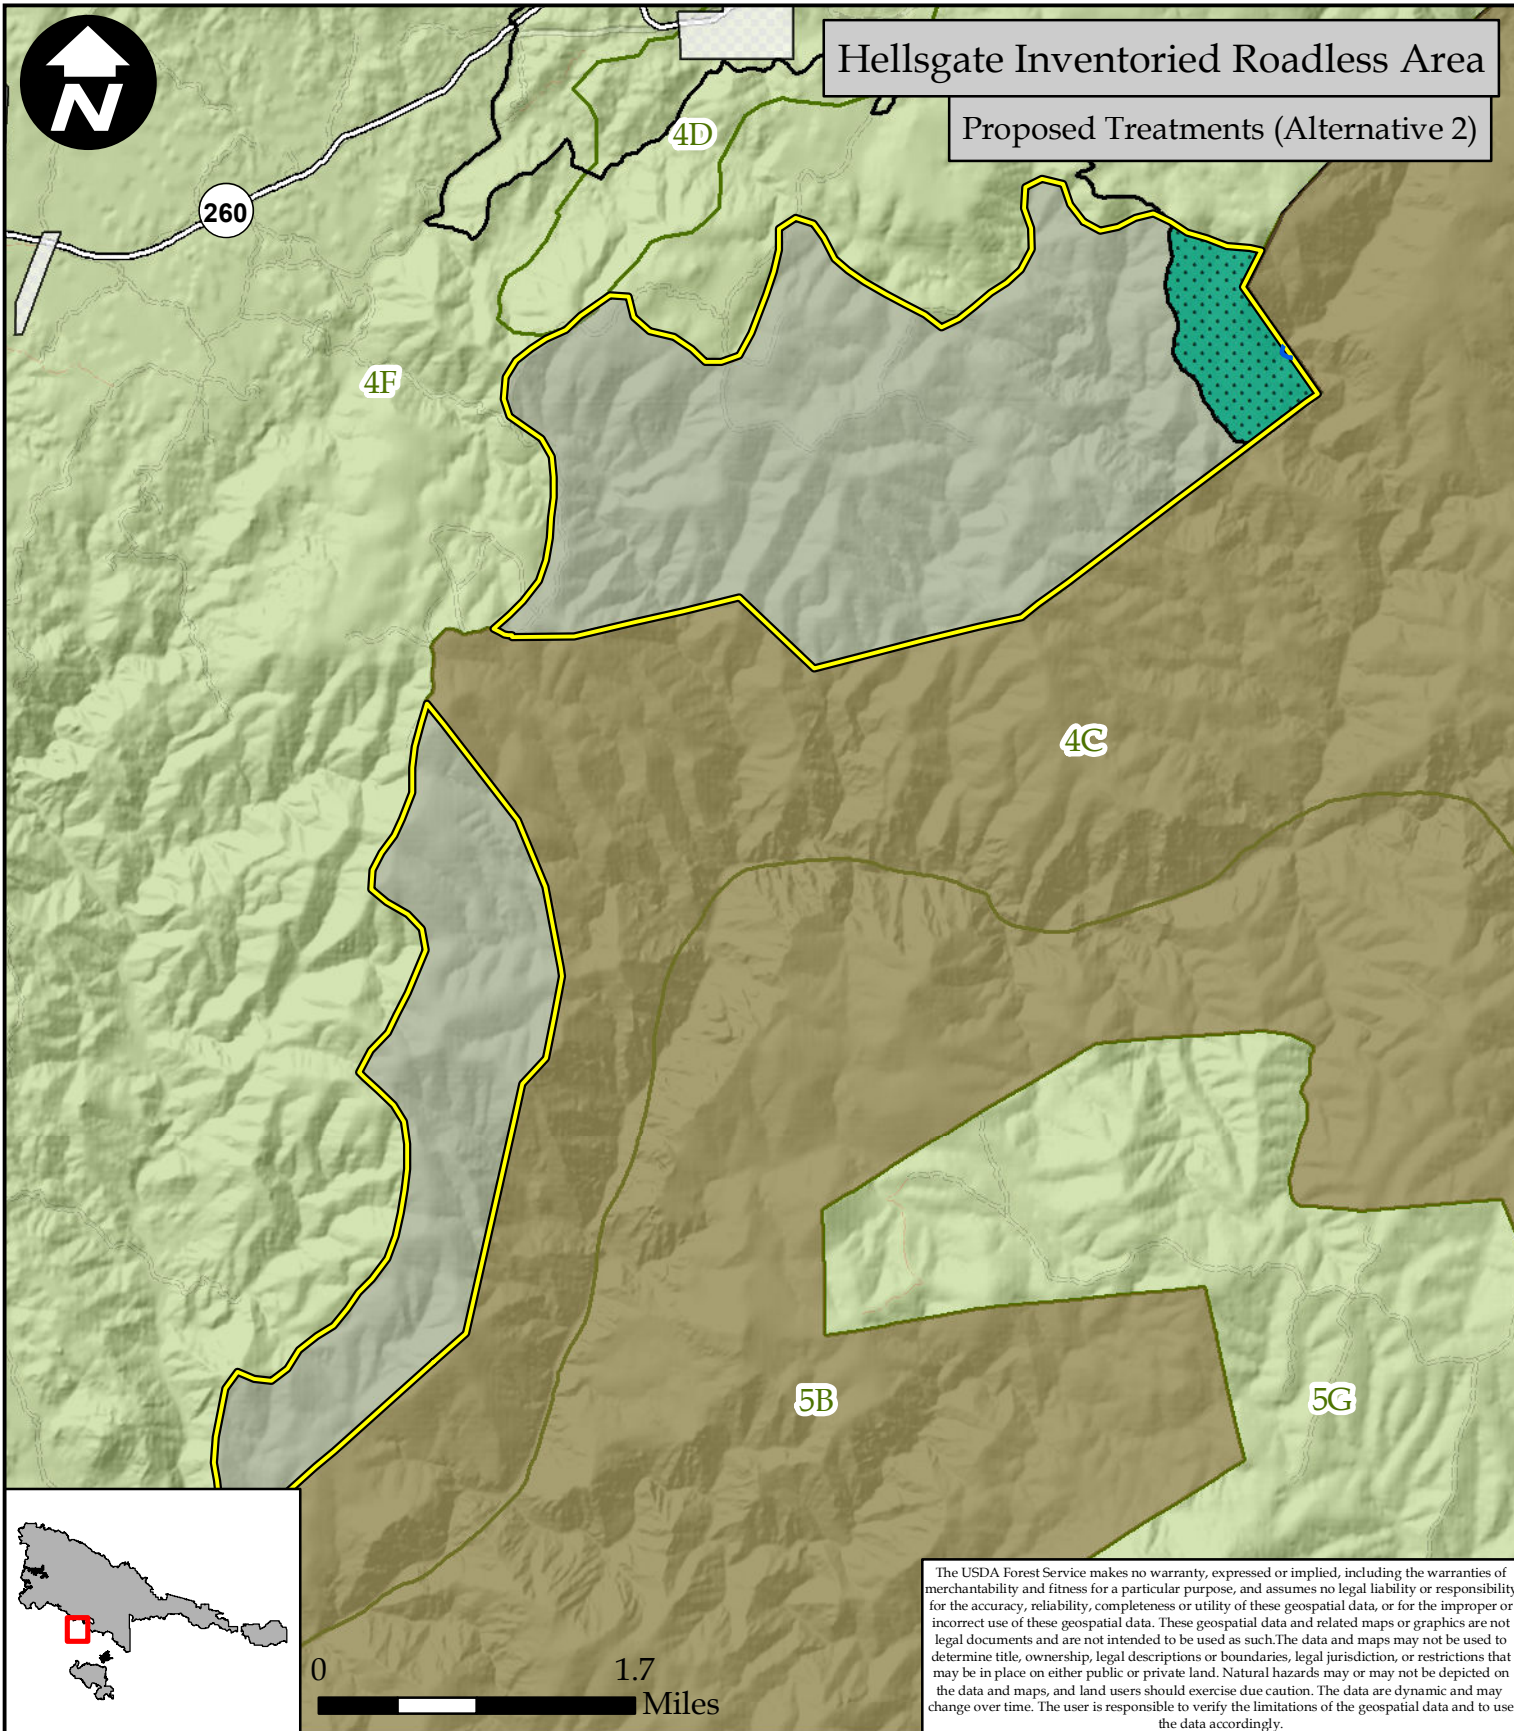 Hellsgate Inventoried Roadless Area
Proposed Treatments (Alternative 2)
N
4D
260
4F
4C
5B
5G
0 1.7
Miles
The USDA Forest Service makes no warranty, expressed or implied, including the warranties of
merchantability and fitness for a particular purpose, and assumes no legal liability or responsibility
for the accuracy, reliability, completeness or utility of these geospatial data, or for the improper or
incorrect use of these geospatial data. These geospatial data and related maps or graphics are not
legal documents and are not intended to be used as such.The data and maps may not be used to
determine title, ownership, legal descriptions or boundaries, legal jurisdiction, or restrictions that
may be in place on either public or private land. Natural hazards may or may not be depicted on
the data and maps, and land users should exercise due caution. The data are dynamic and may
change over time. The user is responsible to verify the limitations of the geospatial data and to use
the data accordingly.